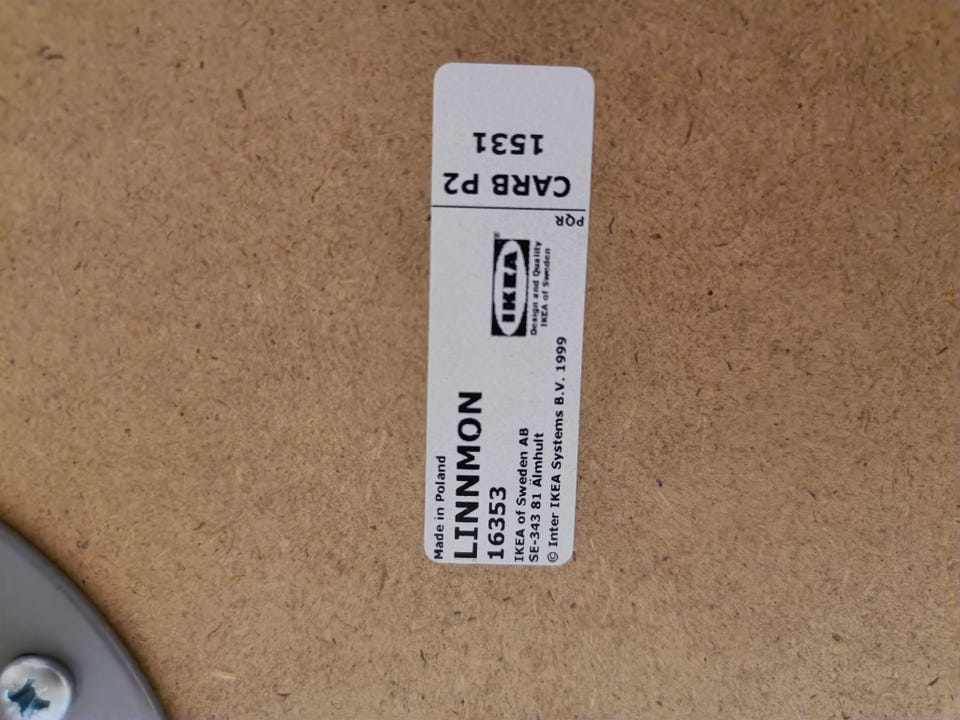 Made in Poland
LINNMON
16353
IKEA of Sweden AB
SE-343 81 Älmhult
© Inter IKEA Systems B.V. 1999
IKEA®
Design and Quality
IKEA of Sweden
PQR
CARB P2
1531